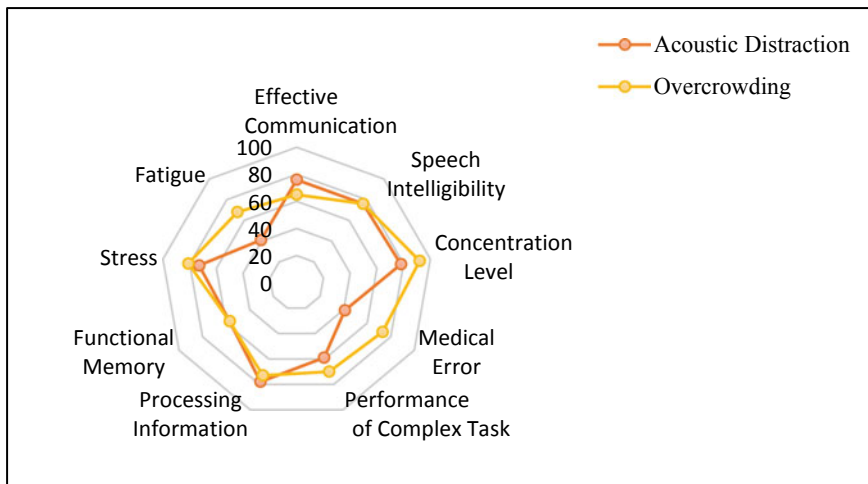 Acoustic Distraction
Overcrowding
Effective
Communication
Speech
Intelligibility
Concentration
Level
Medical
Error
Performance
of Complex Task
Processing
Information
Functional
Memory
Stress
Fatigue
100
80
60
40
20
0